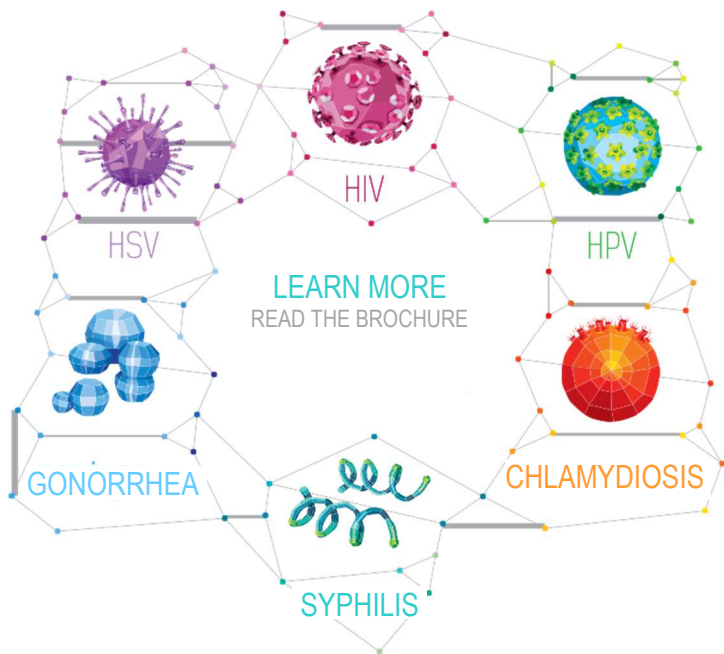 HIV
HSV
HPV
LEARN MORE
READ THE BROCHURE
GONORRHEA
CHLAMYDIOSIS
SYPHILIS